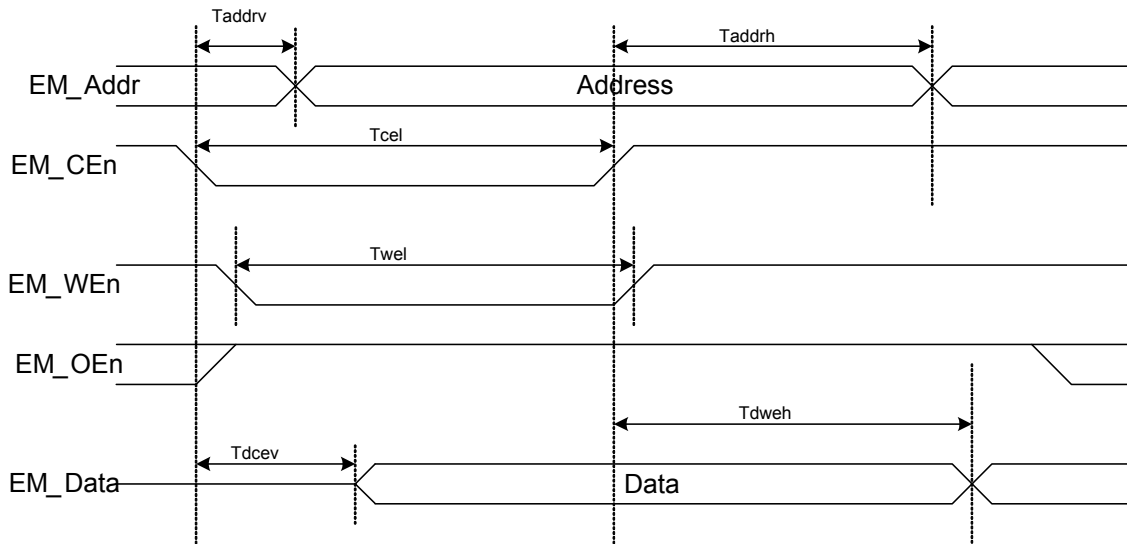 Taddrv
Taddrh
EM_Addr
Address
Tcel
EM_CEn
Twel
EM_WEn
EM_OEn
Tdweh
Tdcev
EM_Data
Data